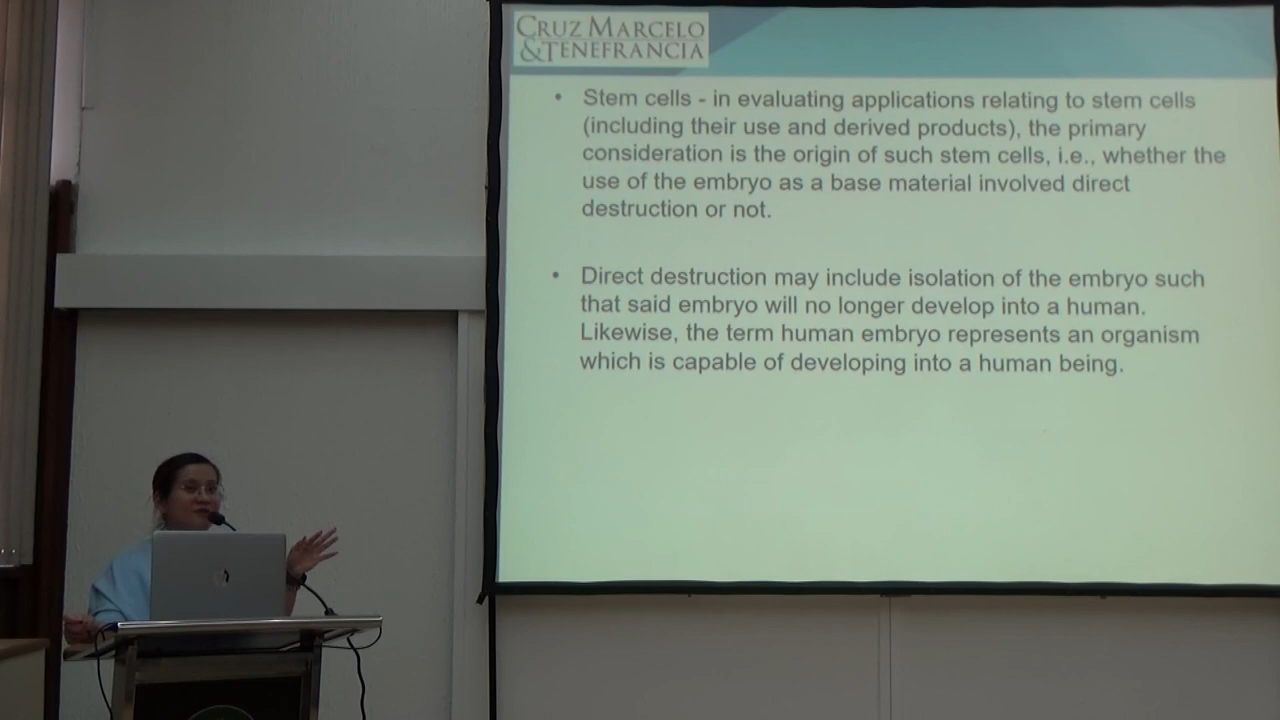 CRUZ MARCELO
& TENEFRANCIA
• Stem cells - in evaluating applications relating to stem cells
(including their use and derived products), the primary
consideration is the origin of such stem cells, i.e., whether the
use of the embryo as a base material involved direct
destruction or not.
• Direct destruction may include isolation of the embryo such
that said embryo will no longer develop into a human.
Likewise, the term human embryo represents an organism
which is capable of developing into a human being.